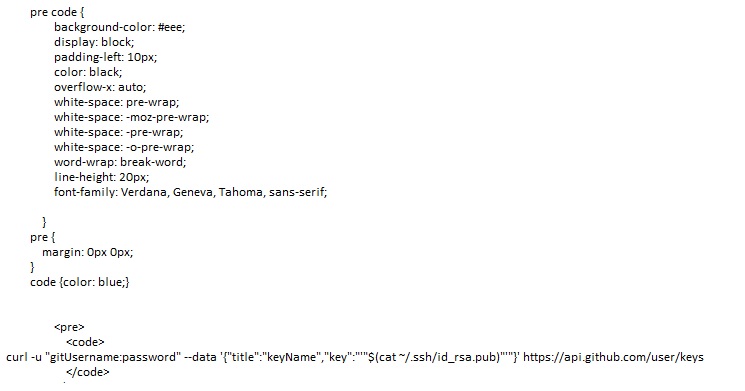 pre code {
background-color: #eee;
display: block;
padding-left: 10px;
color: black;
overflow-x: auto;
white-space: pre-wrap;
white-space: -moz-pre-wrap;
white-space: -pre-wrap;
white-space: -o-pre-wrap;
word-wrap: break-word;
line-height: 20px;
font-family: Verdana, Geneva, Tahoma, sans-serif;
}
pre {
margin: 0px 0px;
}
code {color: blue;}
<pre>
<code>
curl -u "gitUsername:password" --data '{"title":"keyName","key":"'"$(cat ~/.ssh/id_rsa.pub)"'"}' https://api.github.com/user/keys
</code>